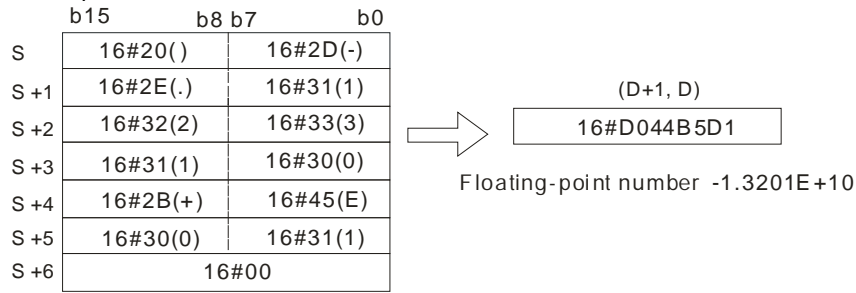 b15 b8 b7 b0
S 16#20() 16#2D(-)
S+1 16#2E(.) 16#31(1)
(D+1, D)
S+2 16#32(2) 16#33(3)
16#D044B5D1
S+3 16#31(1) 16#30(0)
Floating-point number -1.3201E+10
S+4 16#2B(+) 16#45(E)
S+5 16#30(0) 16#31(1)
S+6 16#00